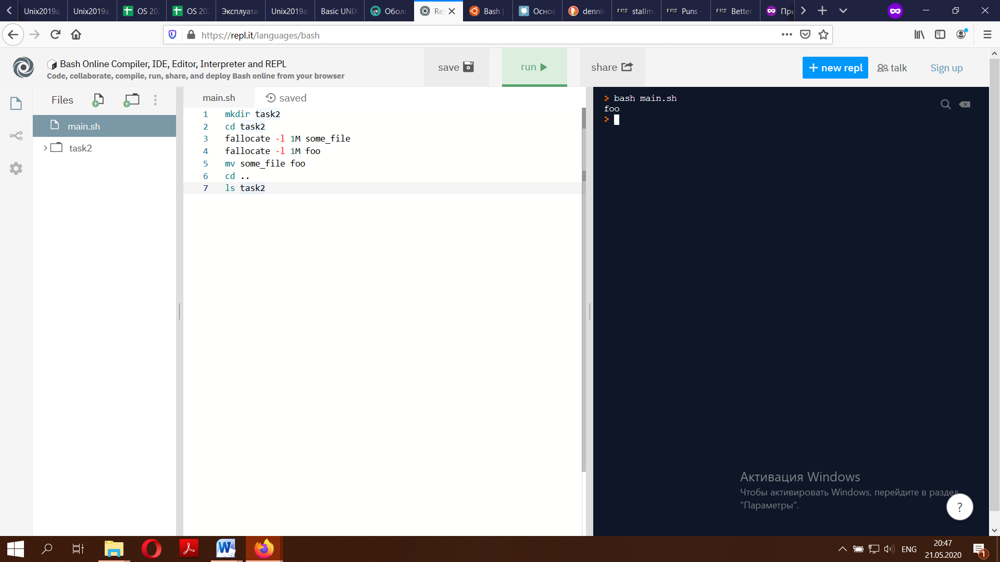 Unix2019a, Unix2019a, OS 202 OS 202 Эксплуата Unix2019a, Basic UNIX Оболо Re Bash | Основ dennis stallm Puns - Better При
https://repl.it/languages/bash
Bash Online Compiler, IDE, Editor, Interpreter and REPL
Code, collaborate, compile, run, share, and deploy Bash online from your browser
save run share + new repl talk Sign up
Files
main.sh
task2
main.sh saved
1 mkdir task2
2 cd task2
3 fallocate -l 1M some_file
4 fallocate -l 1M foo
5 mv some_file foo
6 cd ..
7 ls task2
> bash main.sh
foo
>
Активация Windows
Чтобы активировать Windows, перейдите в раздел
"Параметры".
?
ENG
20:47
21.05.2020
1